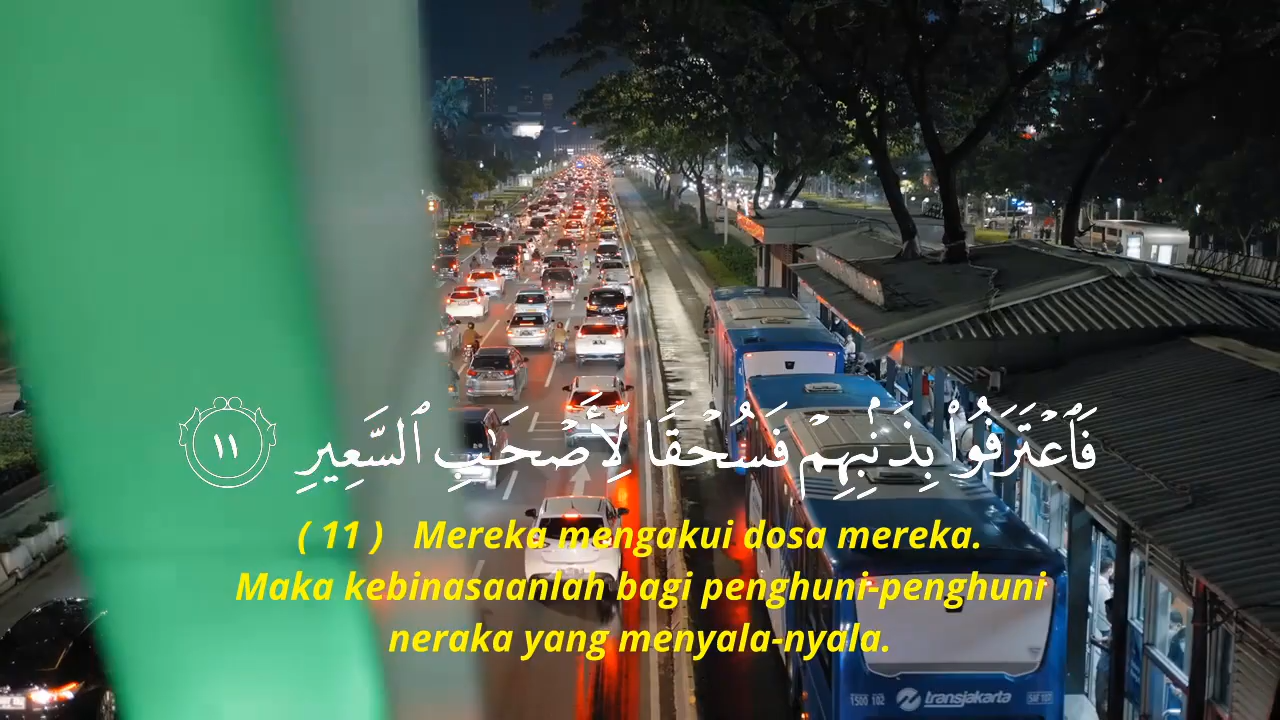 فَٱعْتَرَفُوا۟ بِذَنۢبِهِمْ فَسُحْقًا لِّأَصْحَـٰبِ ٱلسَّعِيرِ ١١
( 11 ) Mereka mengakui dosa mereka.
Maka kebinasaanlah bagi penghuni-penghuni
neraka yang menyala-nyala.
transjakarta